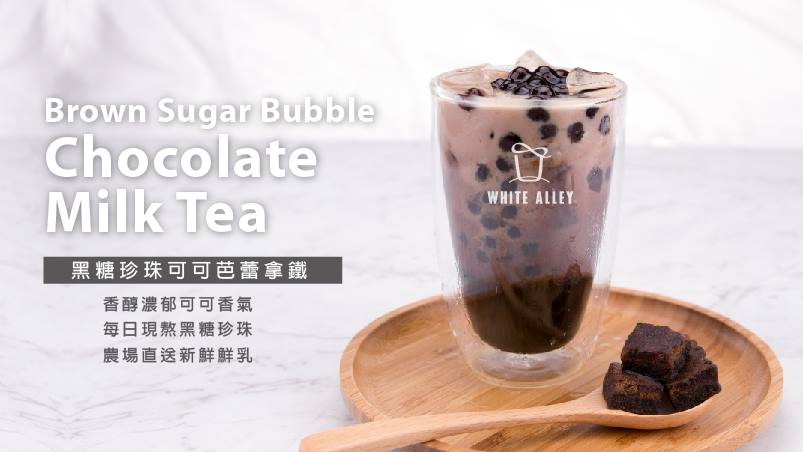 Brown Sugar Bubble
Chocolate
Milk Tea
黑糖珍珠可可芭蕾拿鐵
香醇濃郁可可香氣
每日現熬黑糖珍珠
農場直送新鮮鮮乳
WHITE ALLEY